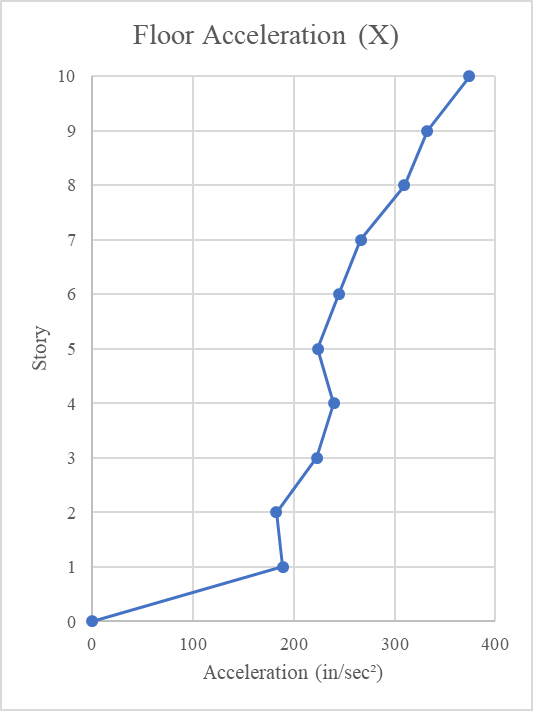 Floor Acceleration (X)
10
9
8
7
6
5
4
3
2
1
0
Story
0 100 200 300 400
Acceleration (in/sec²)